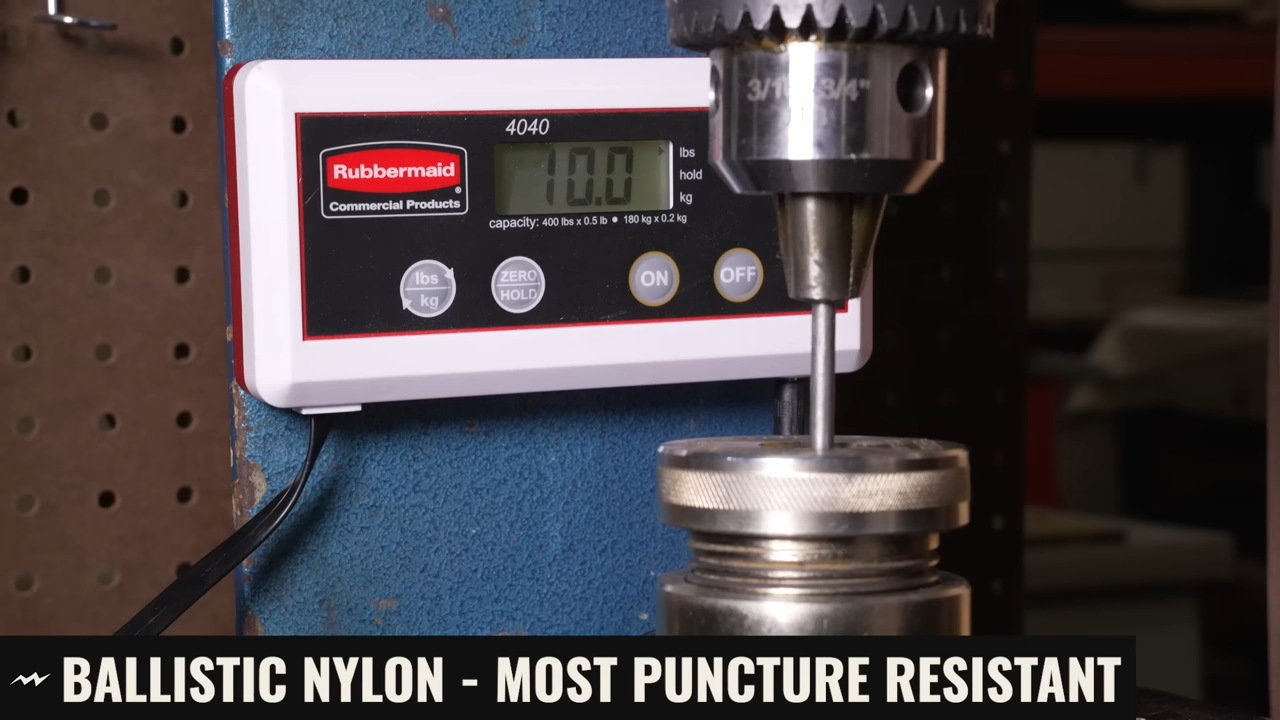 4040
10.0
lbs
hold
kg
Rubbermaid®
Commercial Products
capacity: 400 lbs x 0.5 lb • 180 kg x 0.2 kg
lbs
kg
ZERO
HOLD
ON
OFF
BALLISTIC NYLON - MOST PUNCTURE RESISTANT